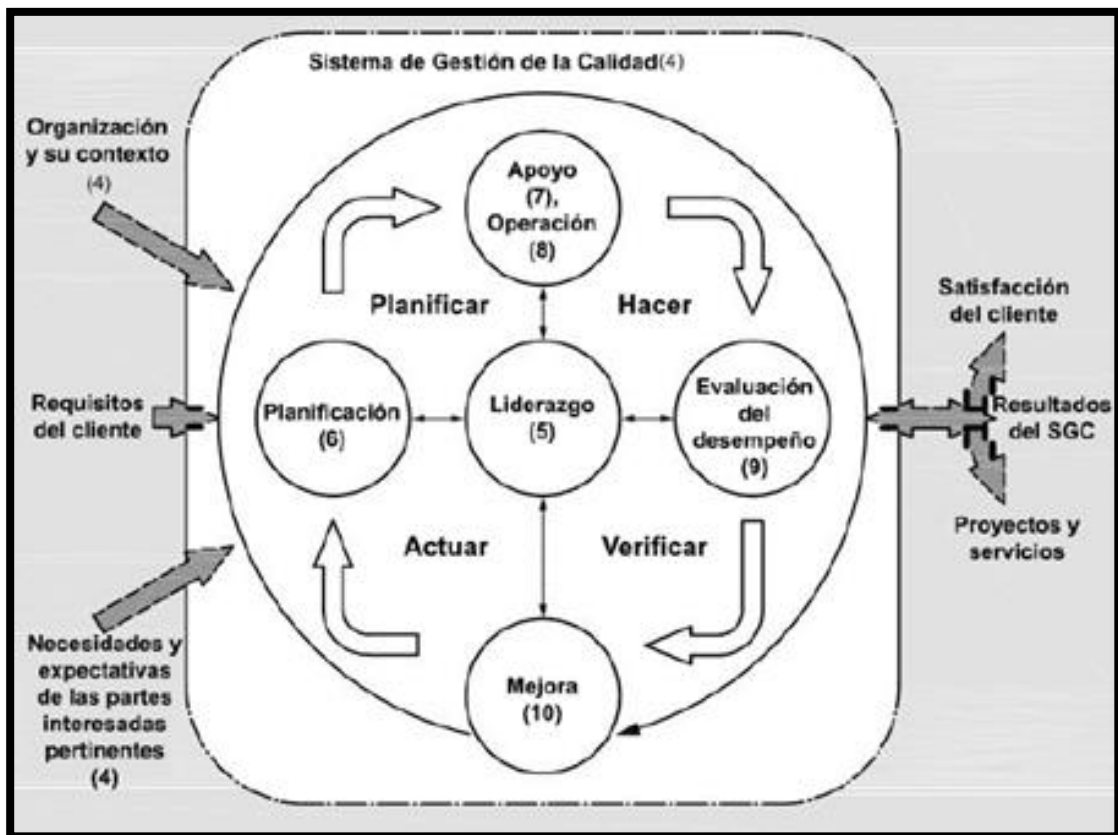 Sistema de Gestión de la Calidad(4)
Organización
y su contexto
(4)
Apoyo
(7),
Operación
(8)
Planificar
Hacer
Satisfacción
del cliente
Requisitos
del cliente
Planificación
(6)
Liderazgo
(5)
Evaluación
del
desempeño
(9)
Resultados
del SGC
Actuar
Verificar
Proyectos y
servicios
Necesidades y
expectativas
de las partes
interesadas
pertinentes
(4)
Mejora
(10)